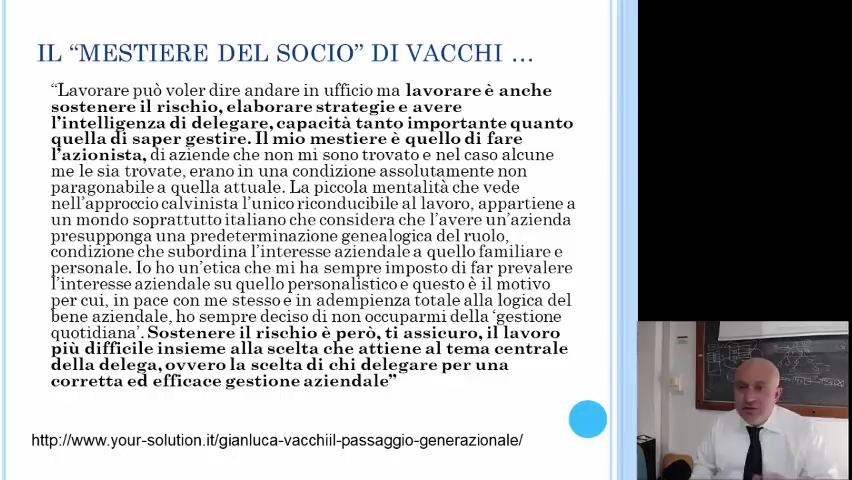 IL “MESTIERE DEL SOCIO” DI VACCHI …
“Lavorare può voler dire andare in ufficio ma lavorare è anche
sostenere il rischio, elaborare strategie e avere
l’intelligenza di delegare, capacità tanto importante quanto
quella di saper gestire. Il mio mestiere è quello di fare
l’azionista, di aziende che non mi sono trovato e nel caso alcune
me le sia trovate, erano in una condizione assolutamente non
paragonabile a quella attuale. La piccola mentalità che vede
nell’approccio calvinista l’unico riconducibile al lavoro, appartiene a
un mondo soprattutto italiano che considera che l’avere un’azienda
presupponga una predeterminazione genealogica del ruolo,
condizione che subordina l’interesse aziendale a quello familiare e
personale. Io ho un’etica che mi ha sempre imposto di far prevalere
l’interesse aziendale su quello personalistico e questo è il motivo
per cui, in pace con me stesso e in adempienza totale alla logica del
bene aziendale, ho sempre deciso di non occuparmi della ‘gestione
quotidiana’. Sostenere il rischio è però, ti assicuro, il lavoro
più difficile insieme alla scelta che attiene al tema centrale
della delega, ovvero la scelta di chi delegare per una
corretta ed efficace gestione aziendale”
http://www.your-solution.it/gianluca-vacchiil-passaggio-generazionale/